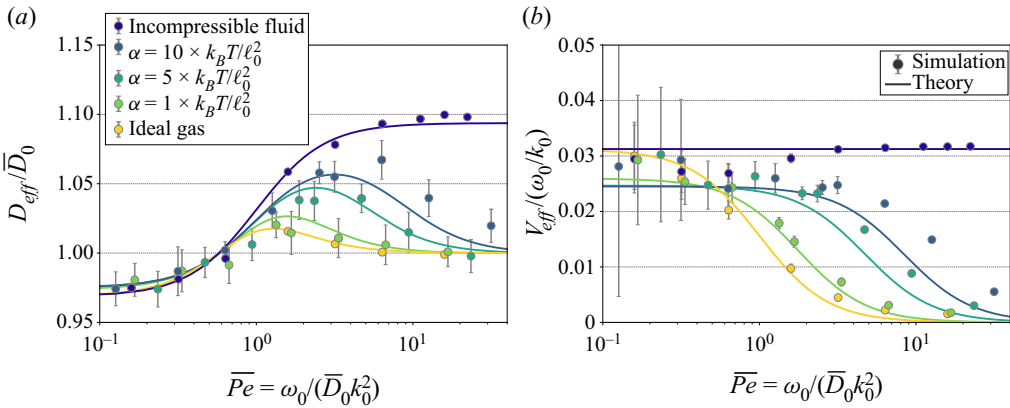 (a)
1.15
1.10
1.05
1.00
0.95
D_eff/D̅_0
Incompressible fluid
α = 10 × k_BT/ℓ_0^2
α = 5 × k_BT/ℓ_0^2
α = 1 × k_BT/ℓ_0^2
Ideal gas
10^−1
10^0
10^1
P̅e̅ = ω_0/(D̅_0k_0^2)
(b)
0.05
0.04
0.03
0.02
0.01
0
V_eff/(ω_0/k_0)
Simulation
Theory
10^−1
10^0
10^1
P̅e̅ = ω_0/(D̅_0k_0^2)